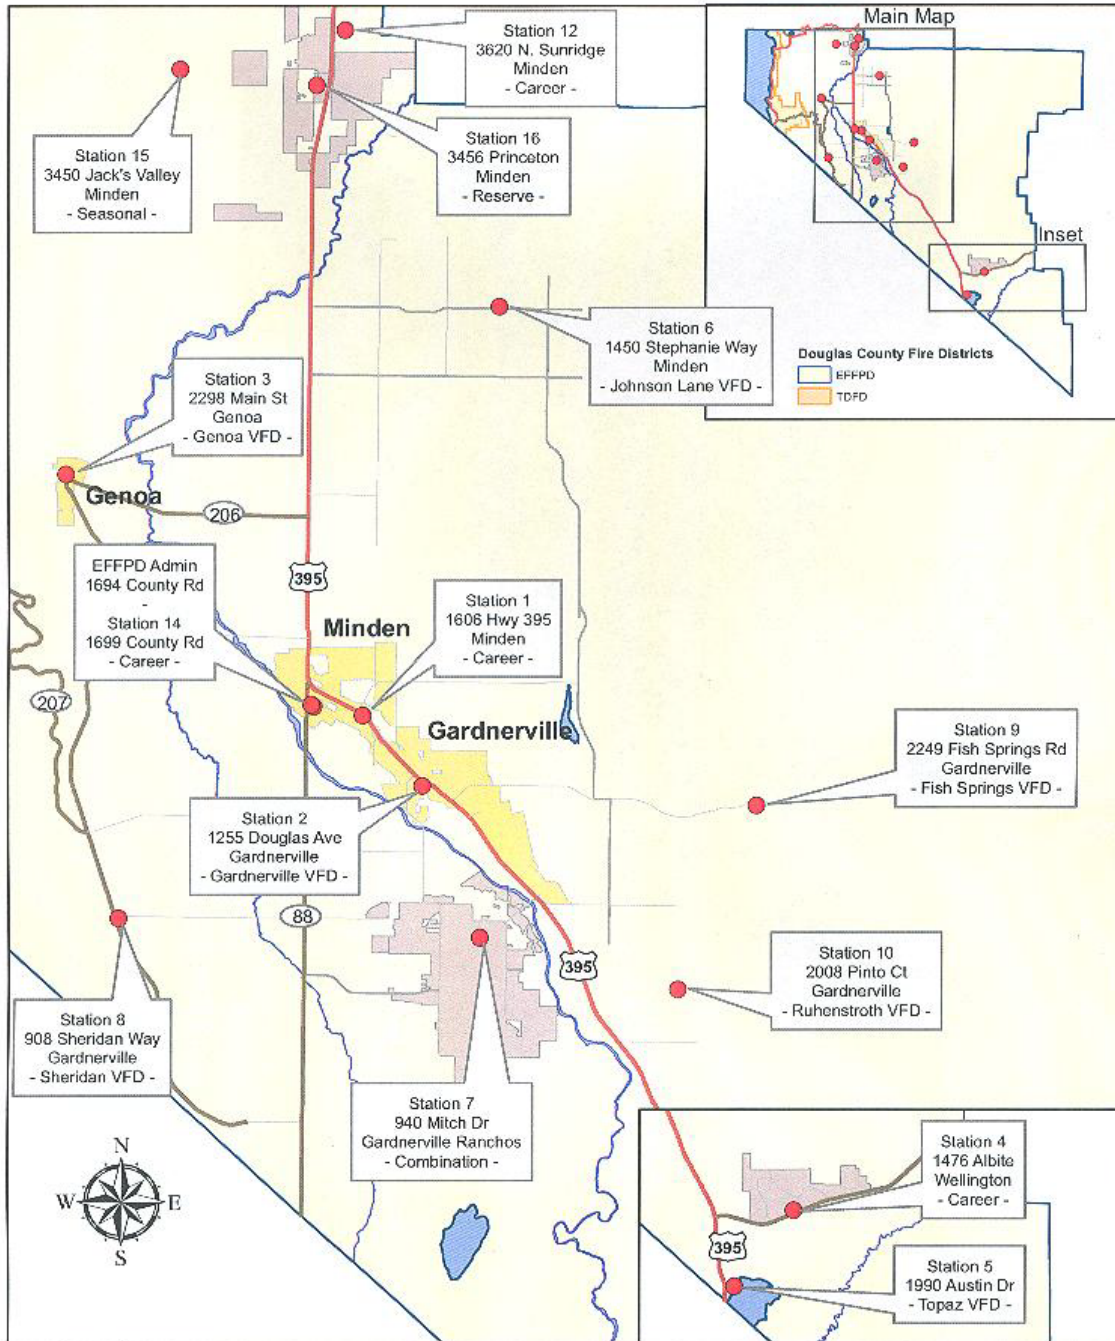 Station 12
3620 N. Sunridge
Minden
- Career -
Main Map
Station 15
3450 Jack's Valley
Minden
- Seasonal -
Station 16
3456 Princeton
Minden
- Reserve -
Inset
Station 6
1450 Stephanie Way
Minden
- Johnson Lane VFD -
Douglas County Fire Districts
EFFPD
TDFD
Station 3
2298 Main St
Genoa
- Genoa VFD -
Genoa
206
395
EFFPD Admin
1694 County Rd
-
Station 14
1699 County Rd
- Career -
Minden
Station 1
1606 Hwy 395
Minden
- Career -
207
Gardnerville
Station 9
2249 Fish Springs Rd
Gardnerville
- Fish Springs VFD -
Station 2
1255 Douglas Ave
Gardnerville
- Gardnerville VFD -
88
395
Station 10
2008 Pinto Ct
Gardnerville
- Ruhenstroth VFD -
Station 8
908 Sheridan Way
Gardnerville
- Sheridan VFD -
Station 7
940 Mitch Dr
Gardnerville Ranchos
- Combination -
N
W
E
S
Station 4
1476 Albite
Wellington
- Career -
395
Station 5
1990 Austin Dr
- Topaz VFD -